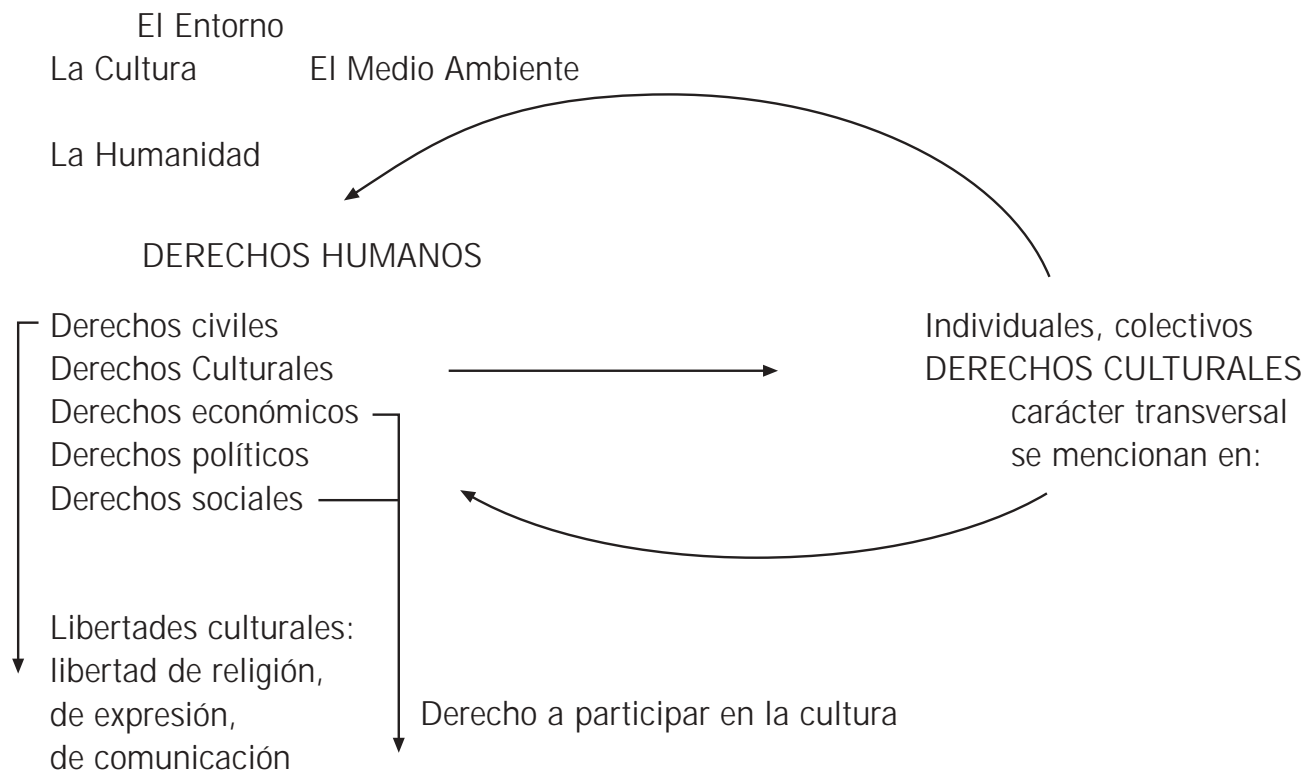 El Entorno
La Cultura El Medio Ambiente
La Humanidad
DERECHOS HUMANOS
Derechos civiles
Derechos Culturales
Derechos económicos
Derechos políticos
Derechos sociales
Individuales, colectivos
DERECHOS CULTURALES
carácter transversal
se mencionan en:
Libertades culturales:
libertad de religión,
de expresión,
de comunicación
Derecho a participar en la cultura